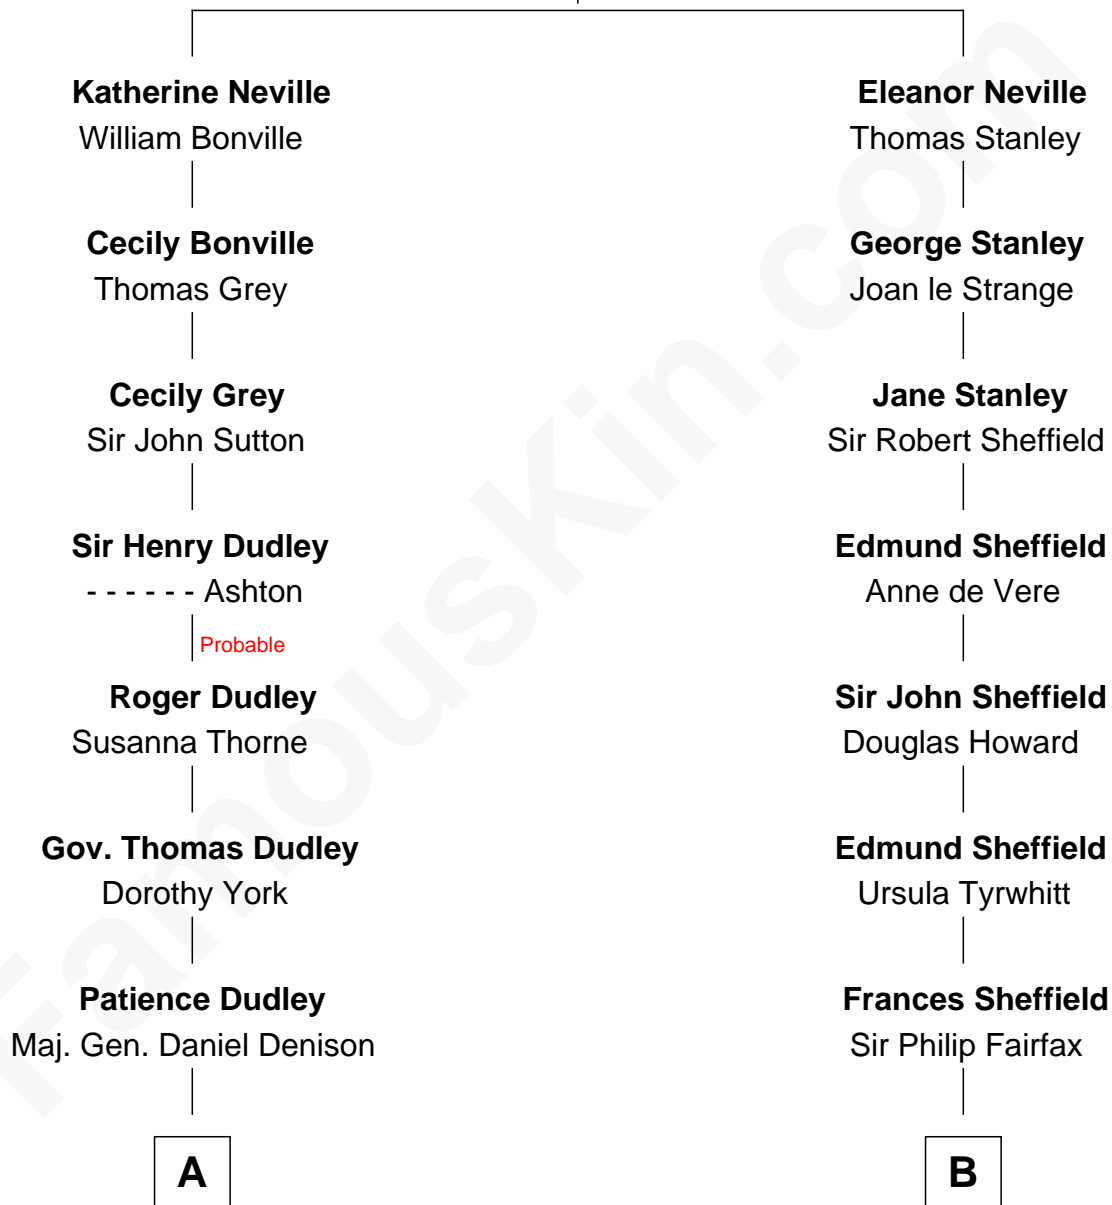 Katherine Neville
William Bonville
Cecily Bonville
Thomas Grey
Cecily Grey
Sir John Sutton
Sir Henry Dudley
- - - - - - Ashton
Probable
Roger Dudley
Susanna Thorne
Gov. Thomas Dudley
Dorothy York
Patience Dudley
Maj. Gen. Daniel Denison
A
Eleanor Neville
Thomas Stanley
George Stanley
Joan le Strange
Jane Stanley
Sir Robert Sheffield
Edmund Sheffield
Anne de Vere
Sir John Sheffield
Douglas Howard
Edmund Sheffield
Ursula Tyrwhitt
Frances Sheffield
Sir Philip Fairfax
B
FamousKin.com